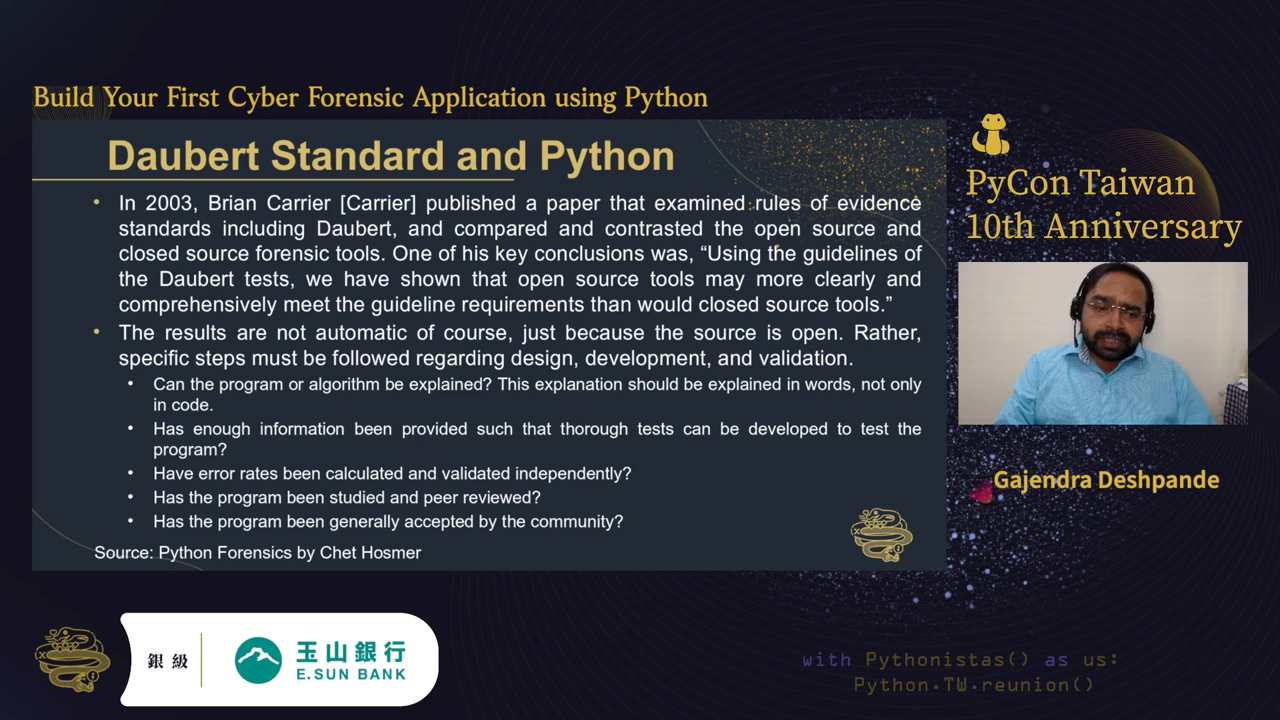 Build Your First Cyber Forensic Application using Python
Daubert Standard and Python
• In 2003, Brian Carrier [Carrier] published a paper that examined rules of evidence
standards including Daubert, and compared and contrasted the open source and
closed source forensic tools. One of his key conclusions was, “Using the guidelines of
the Daubert tests, we have shown that open source tools may more clearly and
comprehensively meet the guideline requirements than would closed source tools.”
• The results are not automatic of course, just because the source is open. Rather,
specific steps must be followed regarding design, development, and validation.
• Can the program or algorithm be explained? This explanation should be explained in words, not only
in code.
• Has enough information been provided such that thorough tests can be developed to test the
program?
• Have error rates been calculated and validated independently?
• Has the program been studied and peer reviewed?
• Has the program been generally accepted by the community?
Source: Python Forensics by Chet Hosmer
PyCon Taiwan
10th Anniversary
Gajendra Deshpande
銀級
玉山銀行
E.SUN BANK
with Pythonistas() as us:
Python.TW.reunion()